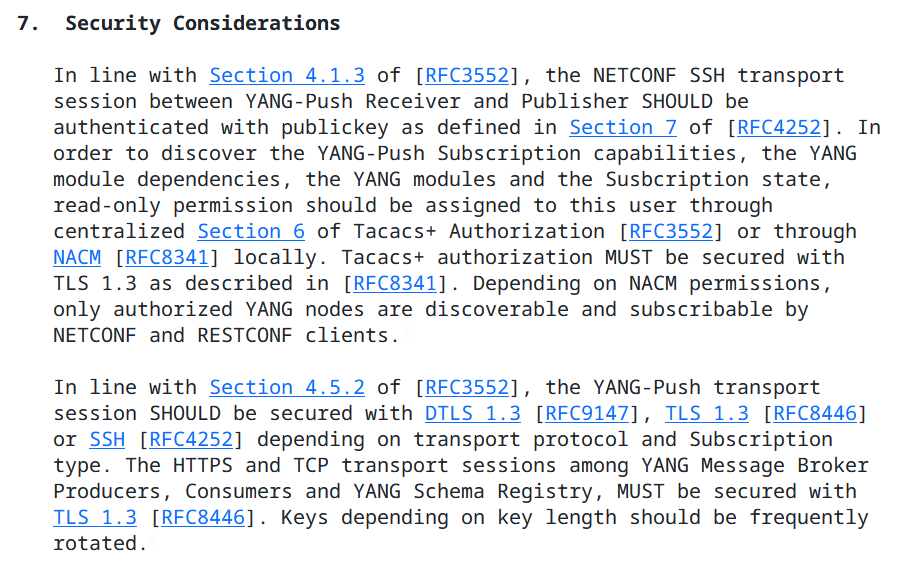 7.  Security Considerations
In line with Section 4.1.3 of [RFC3552], the NETCONF SSH transport
session between YANG-Push Receiver and Publisher SHOULD be
authenticated with publickey as defined in Section 7 of [RFC4252]. In
order to discover the YANG-Push Subscription capabilities, the YANG
module dependencies, the YANG modules and the Susbcription state,
read-only permission should be assigned to this user through
centralized Section 6 of Tacacs+ Authorization [RFC3552] or through
NACM [RFC8341] locally. Tacacs+ authorization MUST be secured with
TLS 1.3 as described in [RFC8341]. Depending on NACM permissions,
only authorized YANG nodes are discoverable and subscribable by
NETCONF and RESTCONF clients.
In line with Section 4.5.2 of [RFC3552], the YANG-Push transport
session SHOULD be secured with DTLS 1.3 [RFC9147], TLS 1.3 [RFC8446]
or SSH [RFC4252] depending on transport protocol and Subscription
type. The HTTPS and TCP transport sessions among YANG Message Broker
Producers, Consumers and YANG Schema Registry, MUST be secured with
TLS 1.3 [RFC8446]. Keys depending on key length should be frequently
rotated.